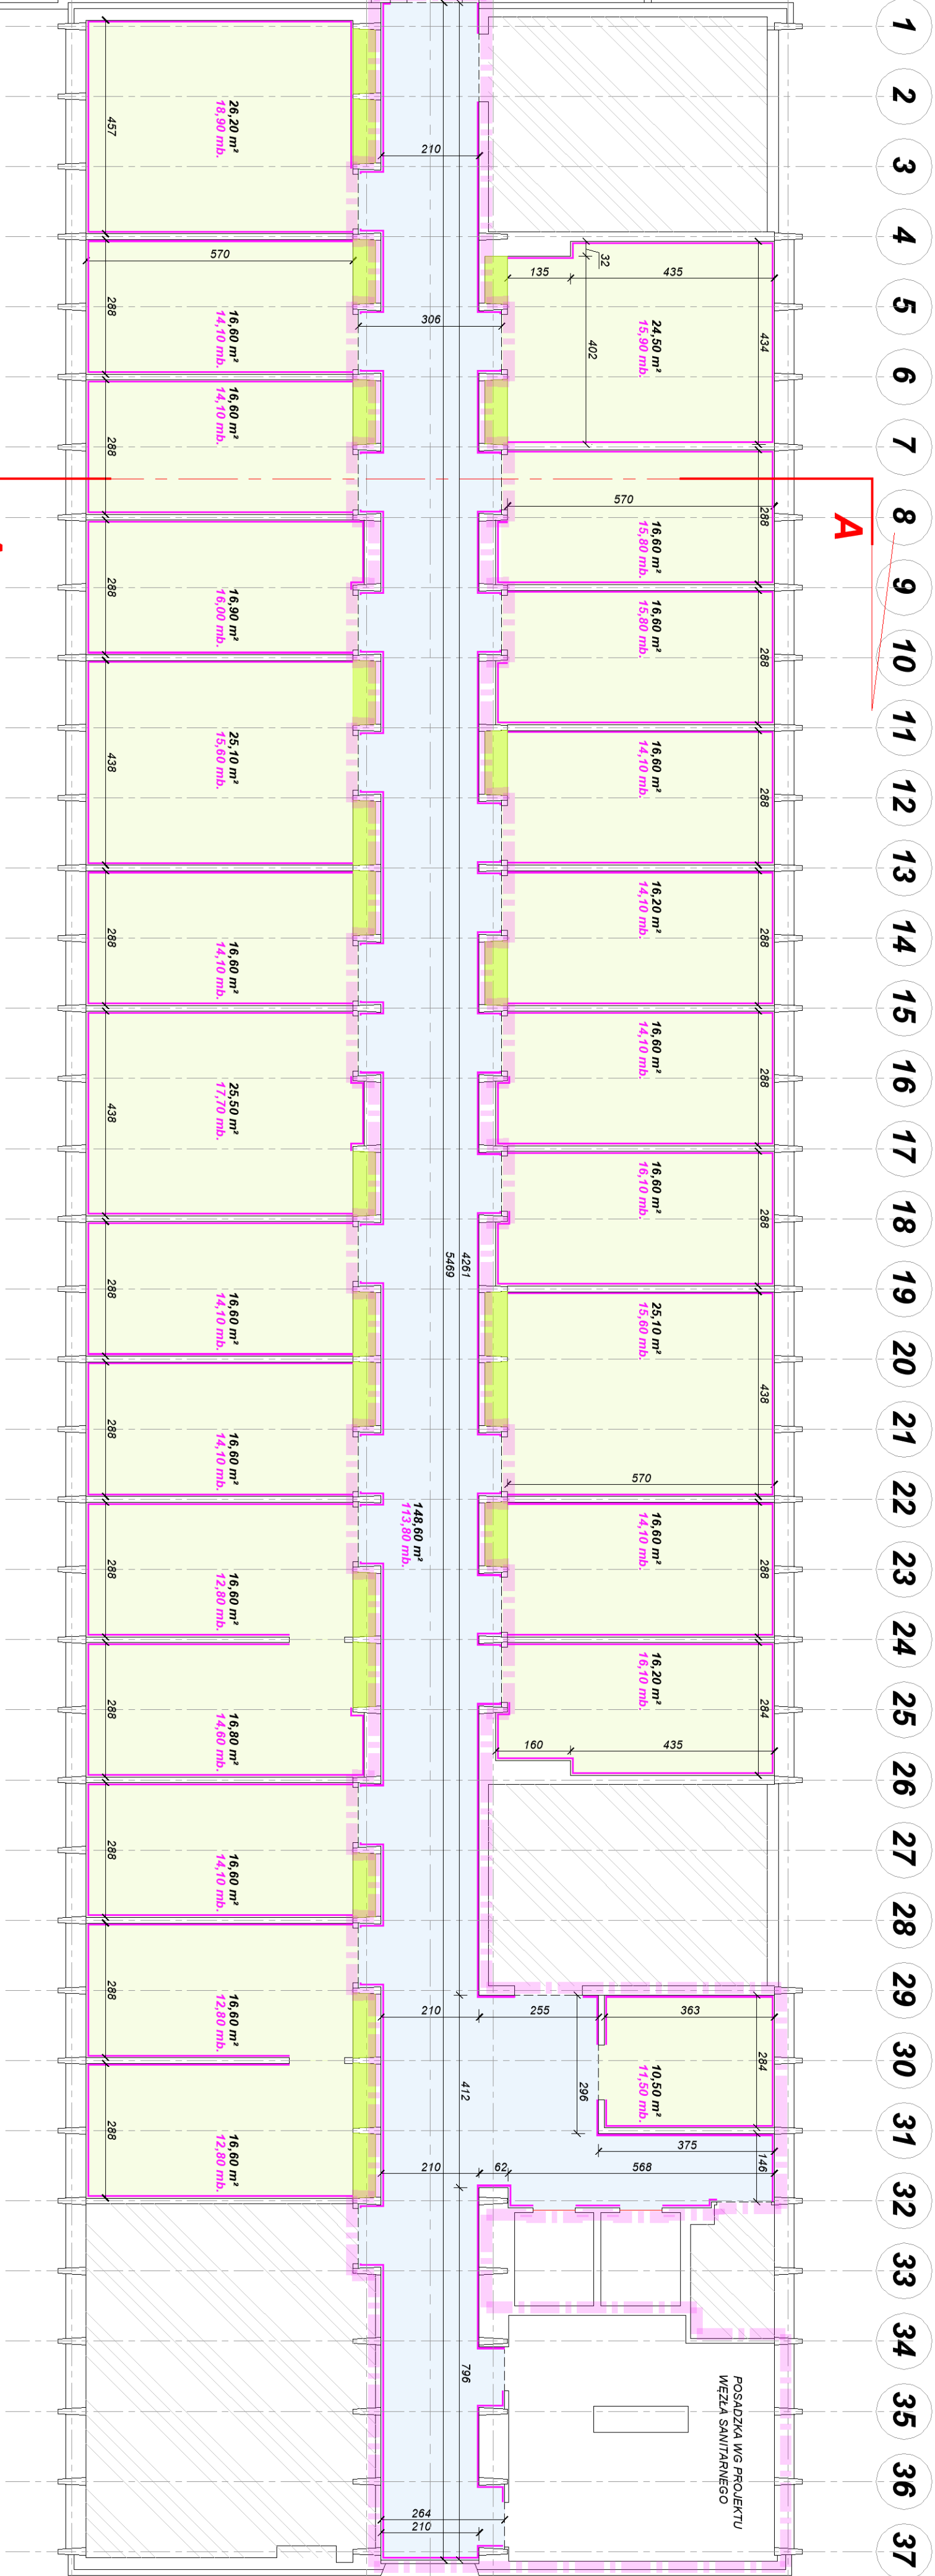 1
2
3
4
5
6
7
8
9
10
11
12
13
14
15
16
17
18
19
20
21
22
23
24
25
26
27
28
29
30
31
32
33
34
35
36
37
A
26,20 m²
18,90 mb.
457
210
570
288
16,60 m²
14,10 mb.
306
135
435
32
402
434
24,50 m²
15,90 mb.
16,60 m²
14,10 mb.
288
570
288
16,60 m²
15,80 mb.
16,90 m²
16,00 mb.
288
16,60 m²
15,80 mb.
288
25,10 m²
15,60 mb.
438
16,60 m²
14,10 mb.
288
16,60 m²
14,10 mb.
288
16,20 m²
14,10 mb.
288
25,50 m²
17,70 mb.
438
16,60 m²
14,10 mb.
288
16,60 m²
16,10 mb.
288
4261
5469
16,60 m²
14,10 mb.
288
25,10 m²
15,60 mb.
438
16,60 m²
14,10 mb.
288
570
148,60 m²
113,80 mb.
16,60 m²
12,80 mb.
288
16,60 m²
14,10 mb.
288
16,80 m²
14,60 mb.
288
16,20 m²
16,10 mb.
284
160
435
16,60 m²
14,10 mb.
288
16,60 m²
12,80 mb.
288
210
255
363
284
10,50 m²
11,50 mb.
296
412
16,60 m²
12,80 mb.
288
375
146
210
62
568
796
POSADZKA WG PROJEKTU
WĘZŁA SANITARNEGO
264
210